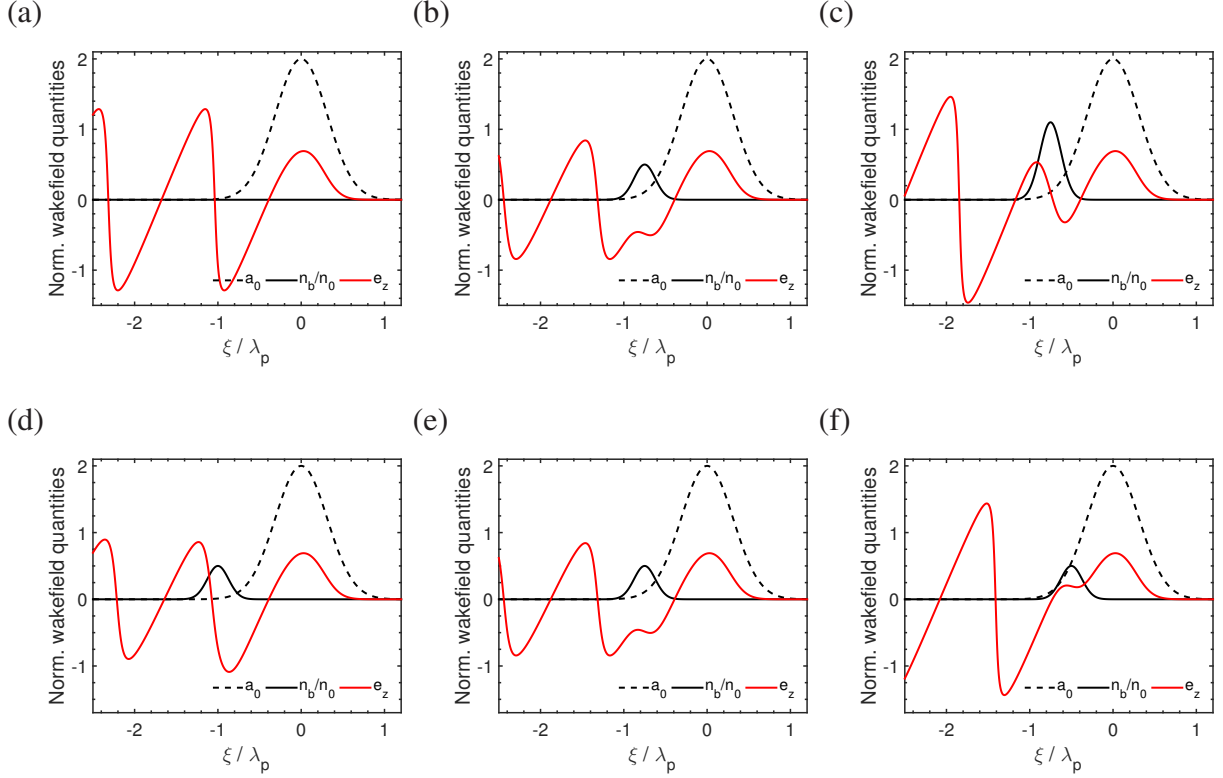 (a)
Norm. wakefield quantities
2
1
0
-1
a0 nb/n0 ez
-2 -1 0 1
ξ / λp
(b)
Norm. wakefield quantities
2
1
0
-1
a0 nb/n0 ez
-2 -1 0 1
ξ / λp
(c)
Norm. wakefield quantities
2
1
0
-1
a0 nb/n0 ez
-2 -1 0 1
ξ / λp
(d)
Norm. wakefield quantities
2
1
0
-1
a0 nb/n0 ez
-2 -1 0 1
ξ / λp
(e)
Norm. wakefield quantities
2
1
0
-1
a0 nb/n0 ez
-2 -1 0 1
ξ / λp
(f)
Norm. wakefield quantities
2
1
0
-1
a0 nb/n0 ez
-2 -1 0 1
ξ / λp